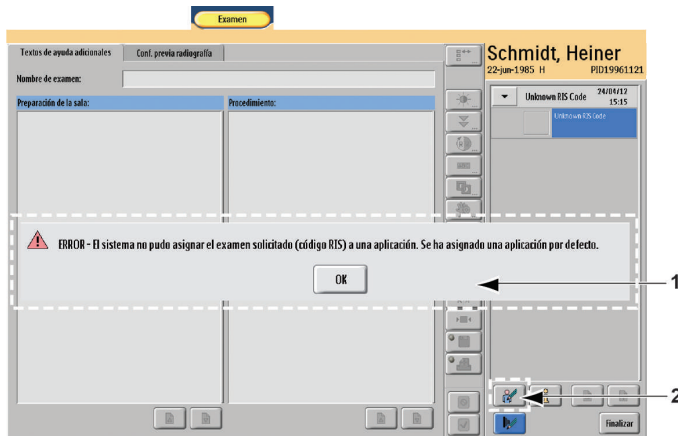 Examen
Textos de ayuda adicionales
Conf. previa radiografía
Schmidt, Heiner
22-jun-1985 H
PID19961121
Nombre de examen:
Preparación de la sala:
Procedimiento:
Unknown RIS Code
24/04/12
15:15
Unknown RIS Code
ERROR - El sistema no pudo asignar el examen solicitado (código RIS) a una aplicación. Se ha asignado una aplicación por defecto.
OK
1
2
Finalizar